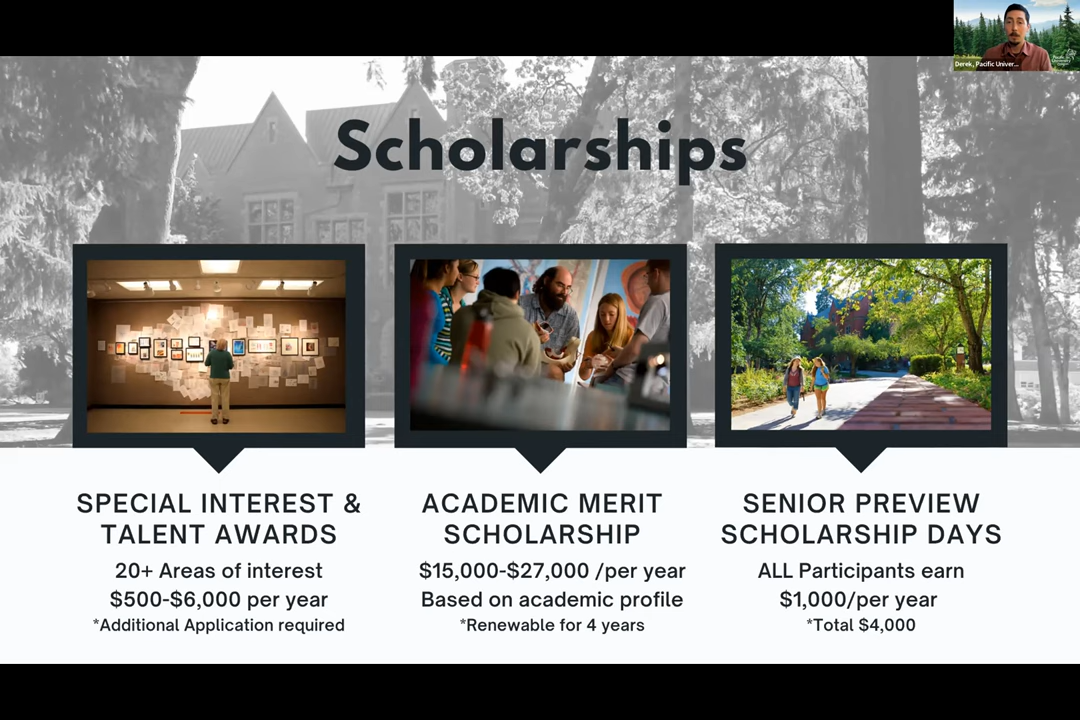 Derek, Pacific Univer...
Scholarships
SPECIAL INTEREST &
TALENT AWARDS
20+ Areas of interest
$500-$6,000 per year
*Additional Application required
ACADEMIC MERIT
SCHOLARSHIP
$15,000-$27,000 /per year
Based on academic profile
*Renewable for 4 years
SENIOR PREVIEW
SCHOLARSHIP DAYS
ALL Participants earn
$1,000/per year
*Total $4,000